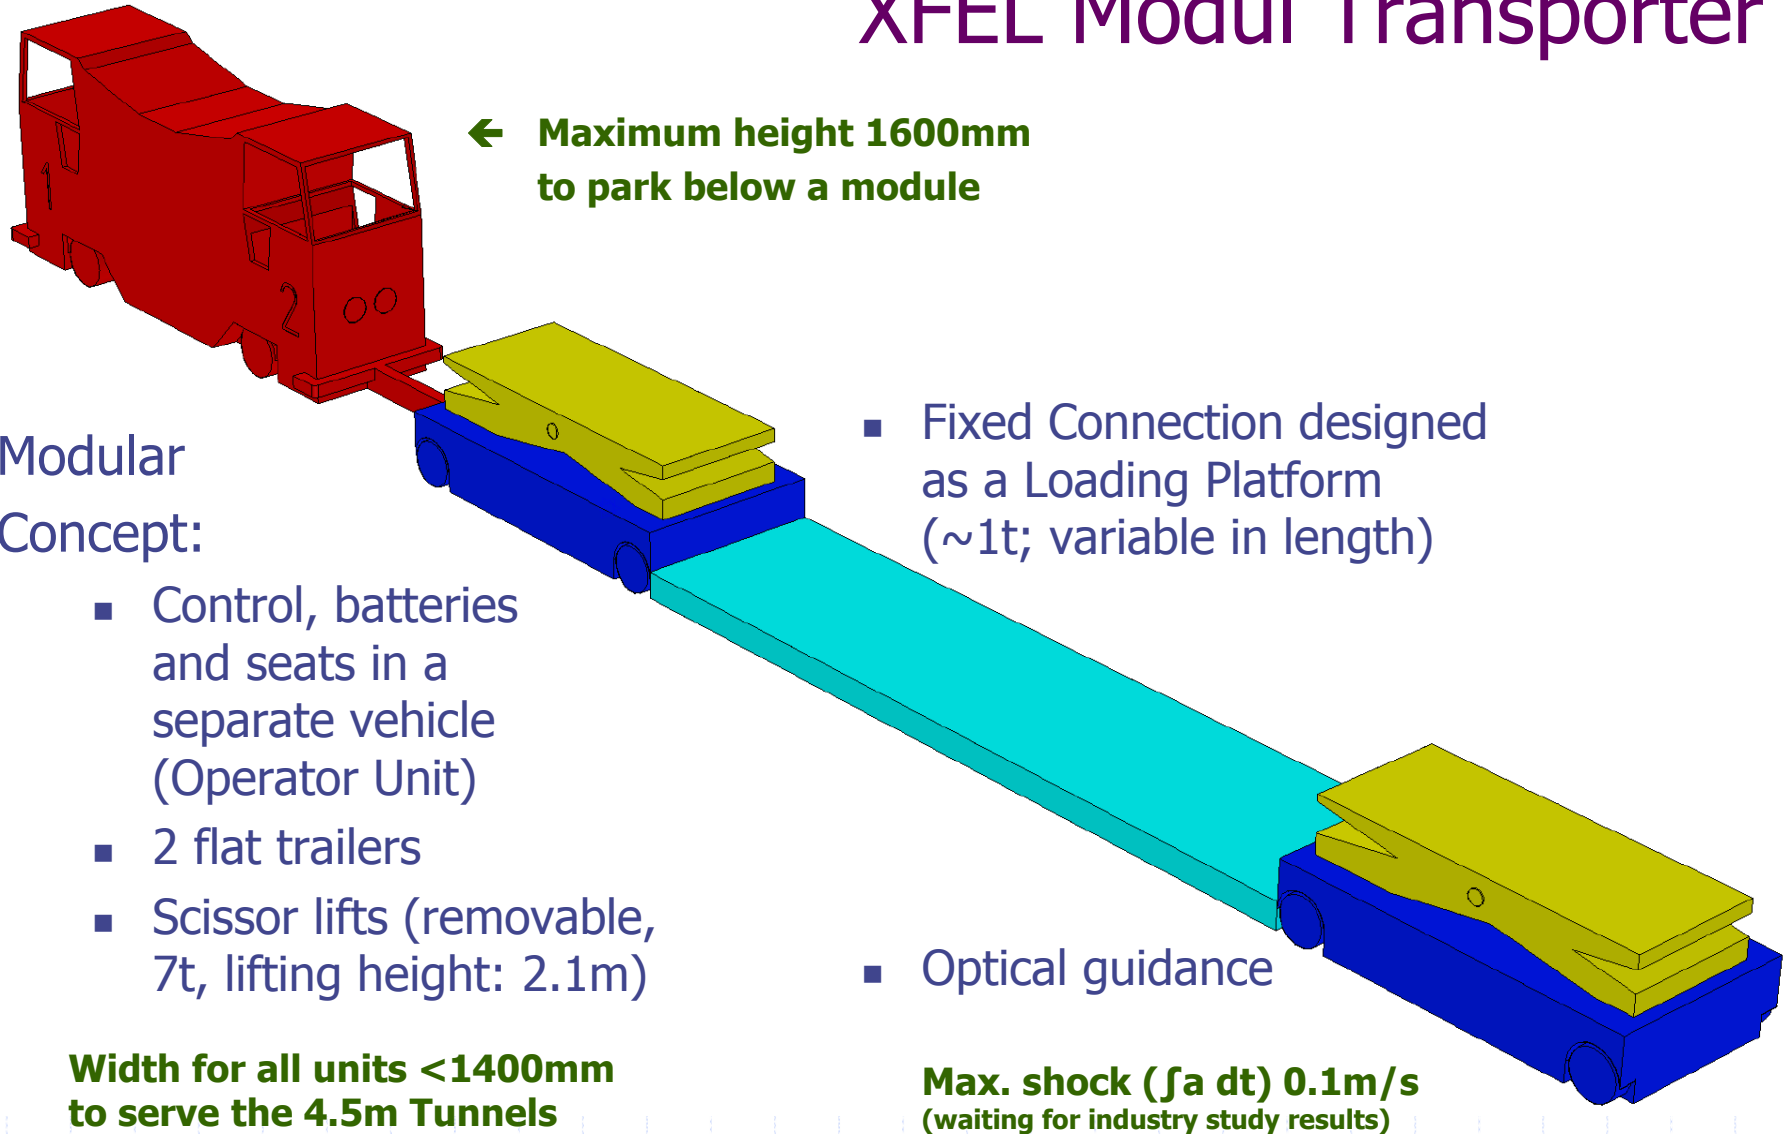 XFEL Modul Transporter
← Maximum height 1600mm
to park below a module
1
2
Modular
Concept:
■ Control, batteries
and seats in a
separate vehicle
(Operator Unit)
■ 2 flat trailers
■ Scissor lifts (removable,
7t, lifting height: 2.1m)
Width for all units <1400mm
to serve the 4.5m Tunnels
■ Fixed Connection designed
as a Loading Platform
(~1t; variable in length)
■ Optical guidance
Max. shock (∫a dt) 0.1m/s
(waiting for industry study results)